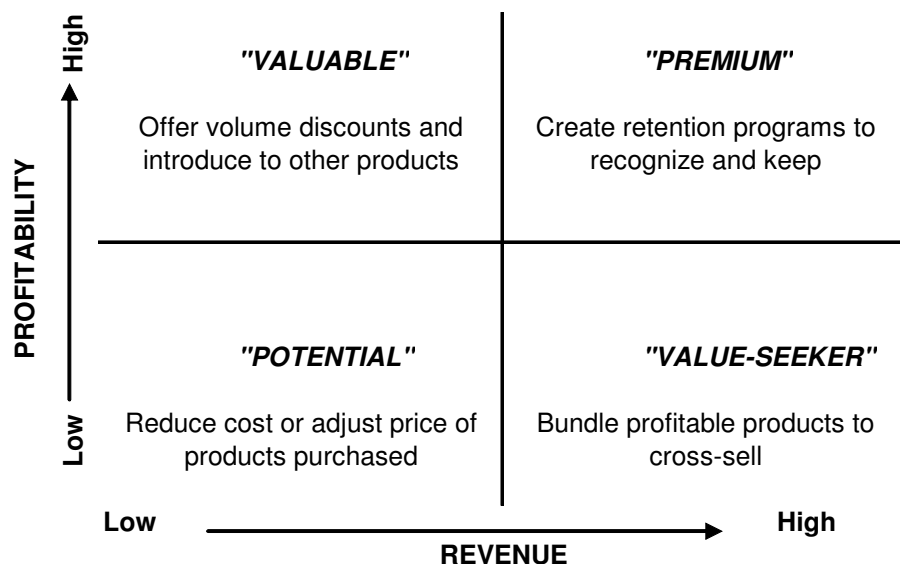 High
PROFITABILITY
Low
"VALUABLE"
Offer volume discounts and
introduce to other products
"PREMIUM"
Create retention programs to
recognize and keep
"POTENTIAL"
Reduce cost or adjust price of
products purchased
"VALUE-SEEKER"
Bundle profitable products to
cross-sell
Low
REVENUE
High